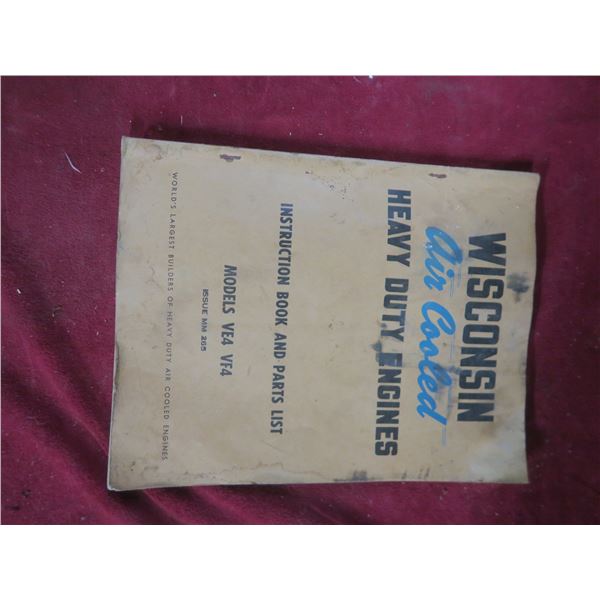 WISCONSIN
Air Cooled
HEAVY DUTY ENGINES
INSTRUCTION BOOK AND PARTS LIST
MODELS VE4 VF4
ISSUE MM 265
WORLD'S LARGEST BUILDERS OF HEAVY DUTY AIR COOLED ENGINES